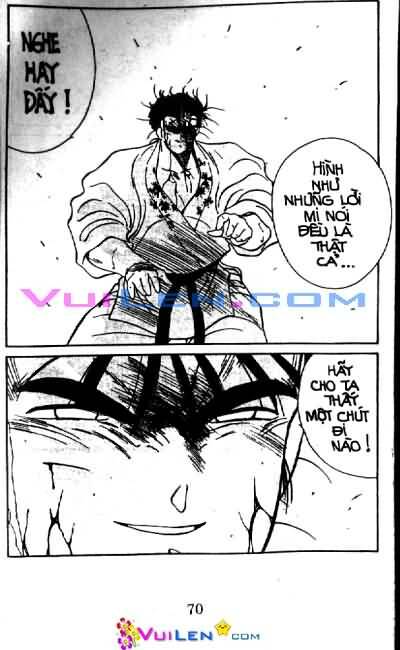 NGHE
HAY
DẤY !
HÌNH
NHƯ
NHỮNG LỜI
MI NÓI
ĐỀU LÀ
THẬT
CẢ...
VUILEN.COM
HÃY
CHO TA
THẤY
MỘT CHÚT
ĐI
NÀO !
70
VUILEN.COM